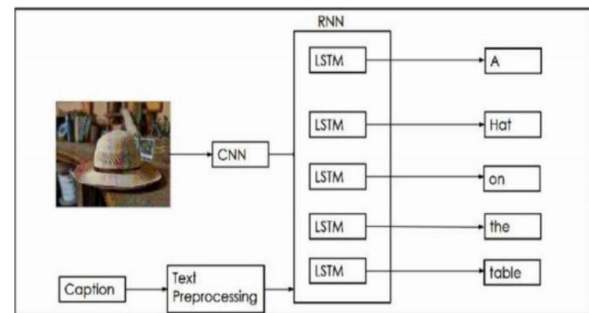 RNN
LSTM
A
LSTM
Hat
CNN
LSTM
on
LSTM
the
LSTM
table
Caption
Text
Preprocessing